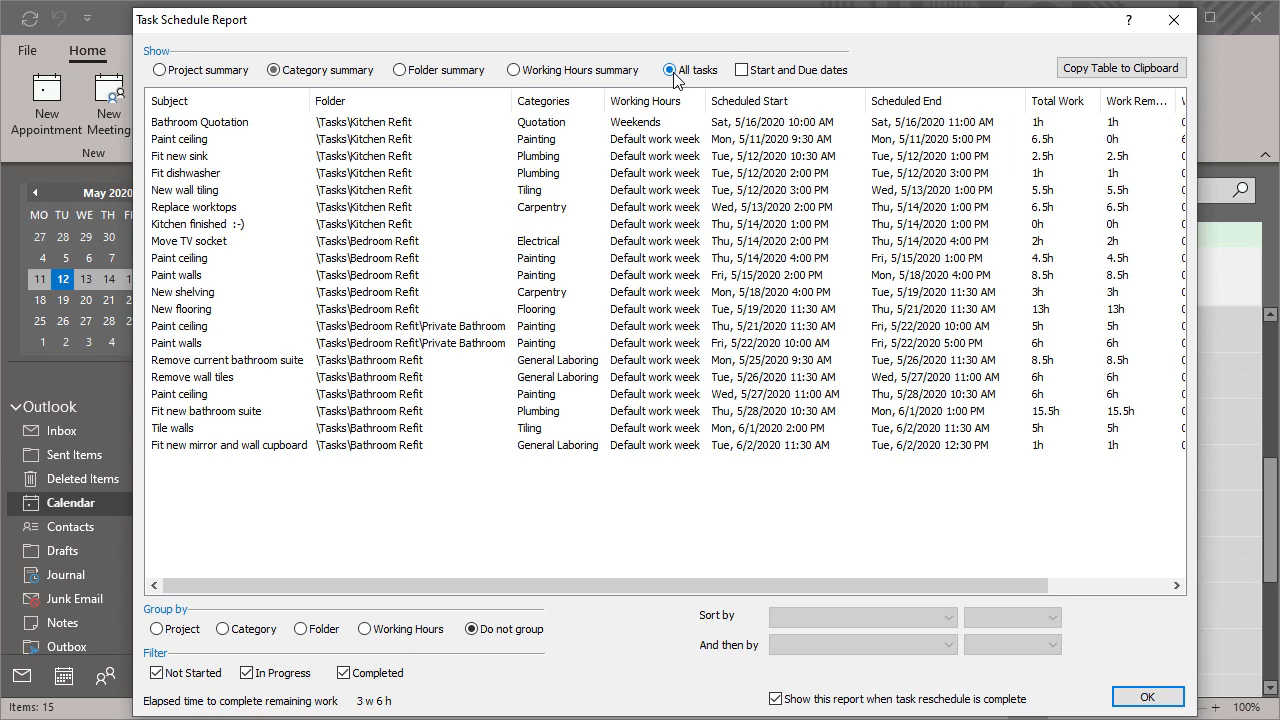 Task Schedule Report
?
File Home
New Appointment
New Meeting
New
Show
Project summary Category summary Folder summary Working Hours summary All tasks Start and Due dates Copy Table to Clipboard
Subject Folder Categories Working Hours Scheduled Start Scheduled End Total Work Work Rem...
Bathroom Quotation \Tasks\Kitchen Refit Quotation Weekends Sat, 5/16/2020 10:00 AM Sat, 5/16/2020 11:00 AM 1h 1h
Paint ceiling \Tasks\Kitchen Refit Painting Default work week Mon, 5/11/2020 9:30 AM Mon, 5/11/2020 5:00 PM 6.5h 0h
Fit new sink \Tasks\Kitchen Refit Plumbing Default work week Tue, 5/12/2020 10:30 AM Tue, 5/12/2020 1:00 PM 2.5h 2.5h
Fit dishwasher \Tasks\Kitchen Refit Plumbing Default work week Tue, 5/12/2020 2:00 PM Tue, 5/12/2020 3:00 PM 1h 1h
New wall tiling \Tasks\Kitchen Refit Tiling Default work week Tue, 5/12/2020 3:00 PM Wed, 5/13/2020 1:00 PM 5.5h 5.5h
Replace worktops \Tasks\Kitchen Refit Carpentry Default work week Wed, 5/13/2020 2:00 PM Thu, 5/14/2020 1:00 PM 6.5h 6.5h
Kitchen finished :-) \Tasks\Kitchen Refit Default work week Thu, 5/14/2020 1:00 PM Thu, 5/14/2020 1:00 PM 0h 0h
Move TV socket \Tasks\Bedroom Refit Electrical Default work week Thu, 5/14/2020 2:00 PM Thu, 5/14/2020 4:00 PM 2h 2h
Paint ceiling \Tasks\Bedroom Refit Painting Default work week Thu, 5/14/2020 4:00 PM Fri, 5/15/2020 1:00 PM 4.5h 4.5h
Paint walls \Tasks\Bedroom Refit Painting Default work week Fri, 5/15/2020 2:00 PM Mon, 5/18/2020 4:00 PM 8.5h 8.5h
New shelving \Tasks\Bedroom Refit Carpentry Default work week Mon, 5/18/2020 4:00 PM Tue, 5/19/2020 11:30 AM 3h 3h
New flooring \Tasks\Bedroom Refit Flooring Default work week Tue, 5/19/2020 11:30 AM Thu, 5/21/2020 11:30 AM 13h 13h
Paint ceiling \Tasks\Bedroom Refit\Private Bathroom Painting Default work week Thu, 5/21/2020 11:30 AM Fri, 5/22/2020 10:00 AM 5h 5h
Paint walls \Tasks\Bedroom Refit\Private Bathroom Painting Default work week Fri, 5/22/2020 10:00 AM Fri, 5/22/2020 5:00 PM 6h 6h
Remove current bathroom suite \Tasks\Bathroom Refit General Laboring Default work week Mon, 5/25/2020 9:30 AM Tue, 5/26/2020 11:30 AM 8.5h 8.5h
Remove wall tiles \Tasks\Bathroom Refit General Laboring Default work week Tue, 5/26/2020 11:30 AM Wed, 5/27/2020 11:00 AM 6h 6h
Paint ceiling \Tasks\Bathroom Refit Painting Default work week Wed, 5/27/2020 11:00 AM Thu, 5/28/2020 10:30 AM 6h 6h
Fit new bathroom suite \Tasks\Bathroom Refit Plumbing Default work week Thu, 5/28/2020 10:30 AM Mon, 6/1/2020 1:00 PM 15.5h 15.5h
Tile walls \Tasks\Bathroom Refit Tiling Default work week Mon, 6/1/2020 2:00 PM Tue, 6/2/2020 11:30 AM 5h 5h
Fit new mirror and wall cupboard \Tasks\Bathroom Refit General Laboring Default work week Tue, 6/2/2020 11:30 AM Tue, 6/2/2020 12:30 PM 1h 1h
May 2020
MO TU WE TH
27 28 29 30
4 5 6 7
11 12 13 14
18 19 20 21
25 26 27 28
1 2 3 4
Outlook
Inbox
Sent Items
Deleted Items
Calendar
Contacts
Drafts
Journal
Junk Email
Notes
Outbox
Items: 15
Group by
Project Category Folder Working Hours Do not group
Filter
Not Started In Progress Completed
Elapsed time to complete remaining work 3 w 6 h
Sort by
And then by
Show this report when task reschedule is complete
OK
100%